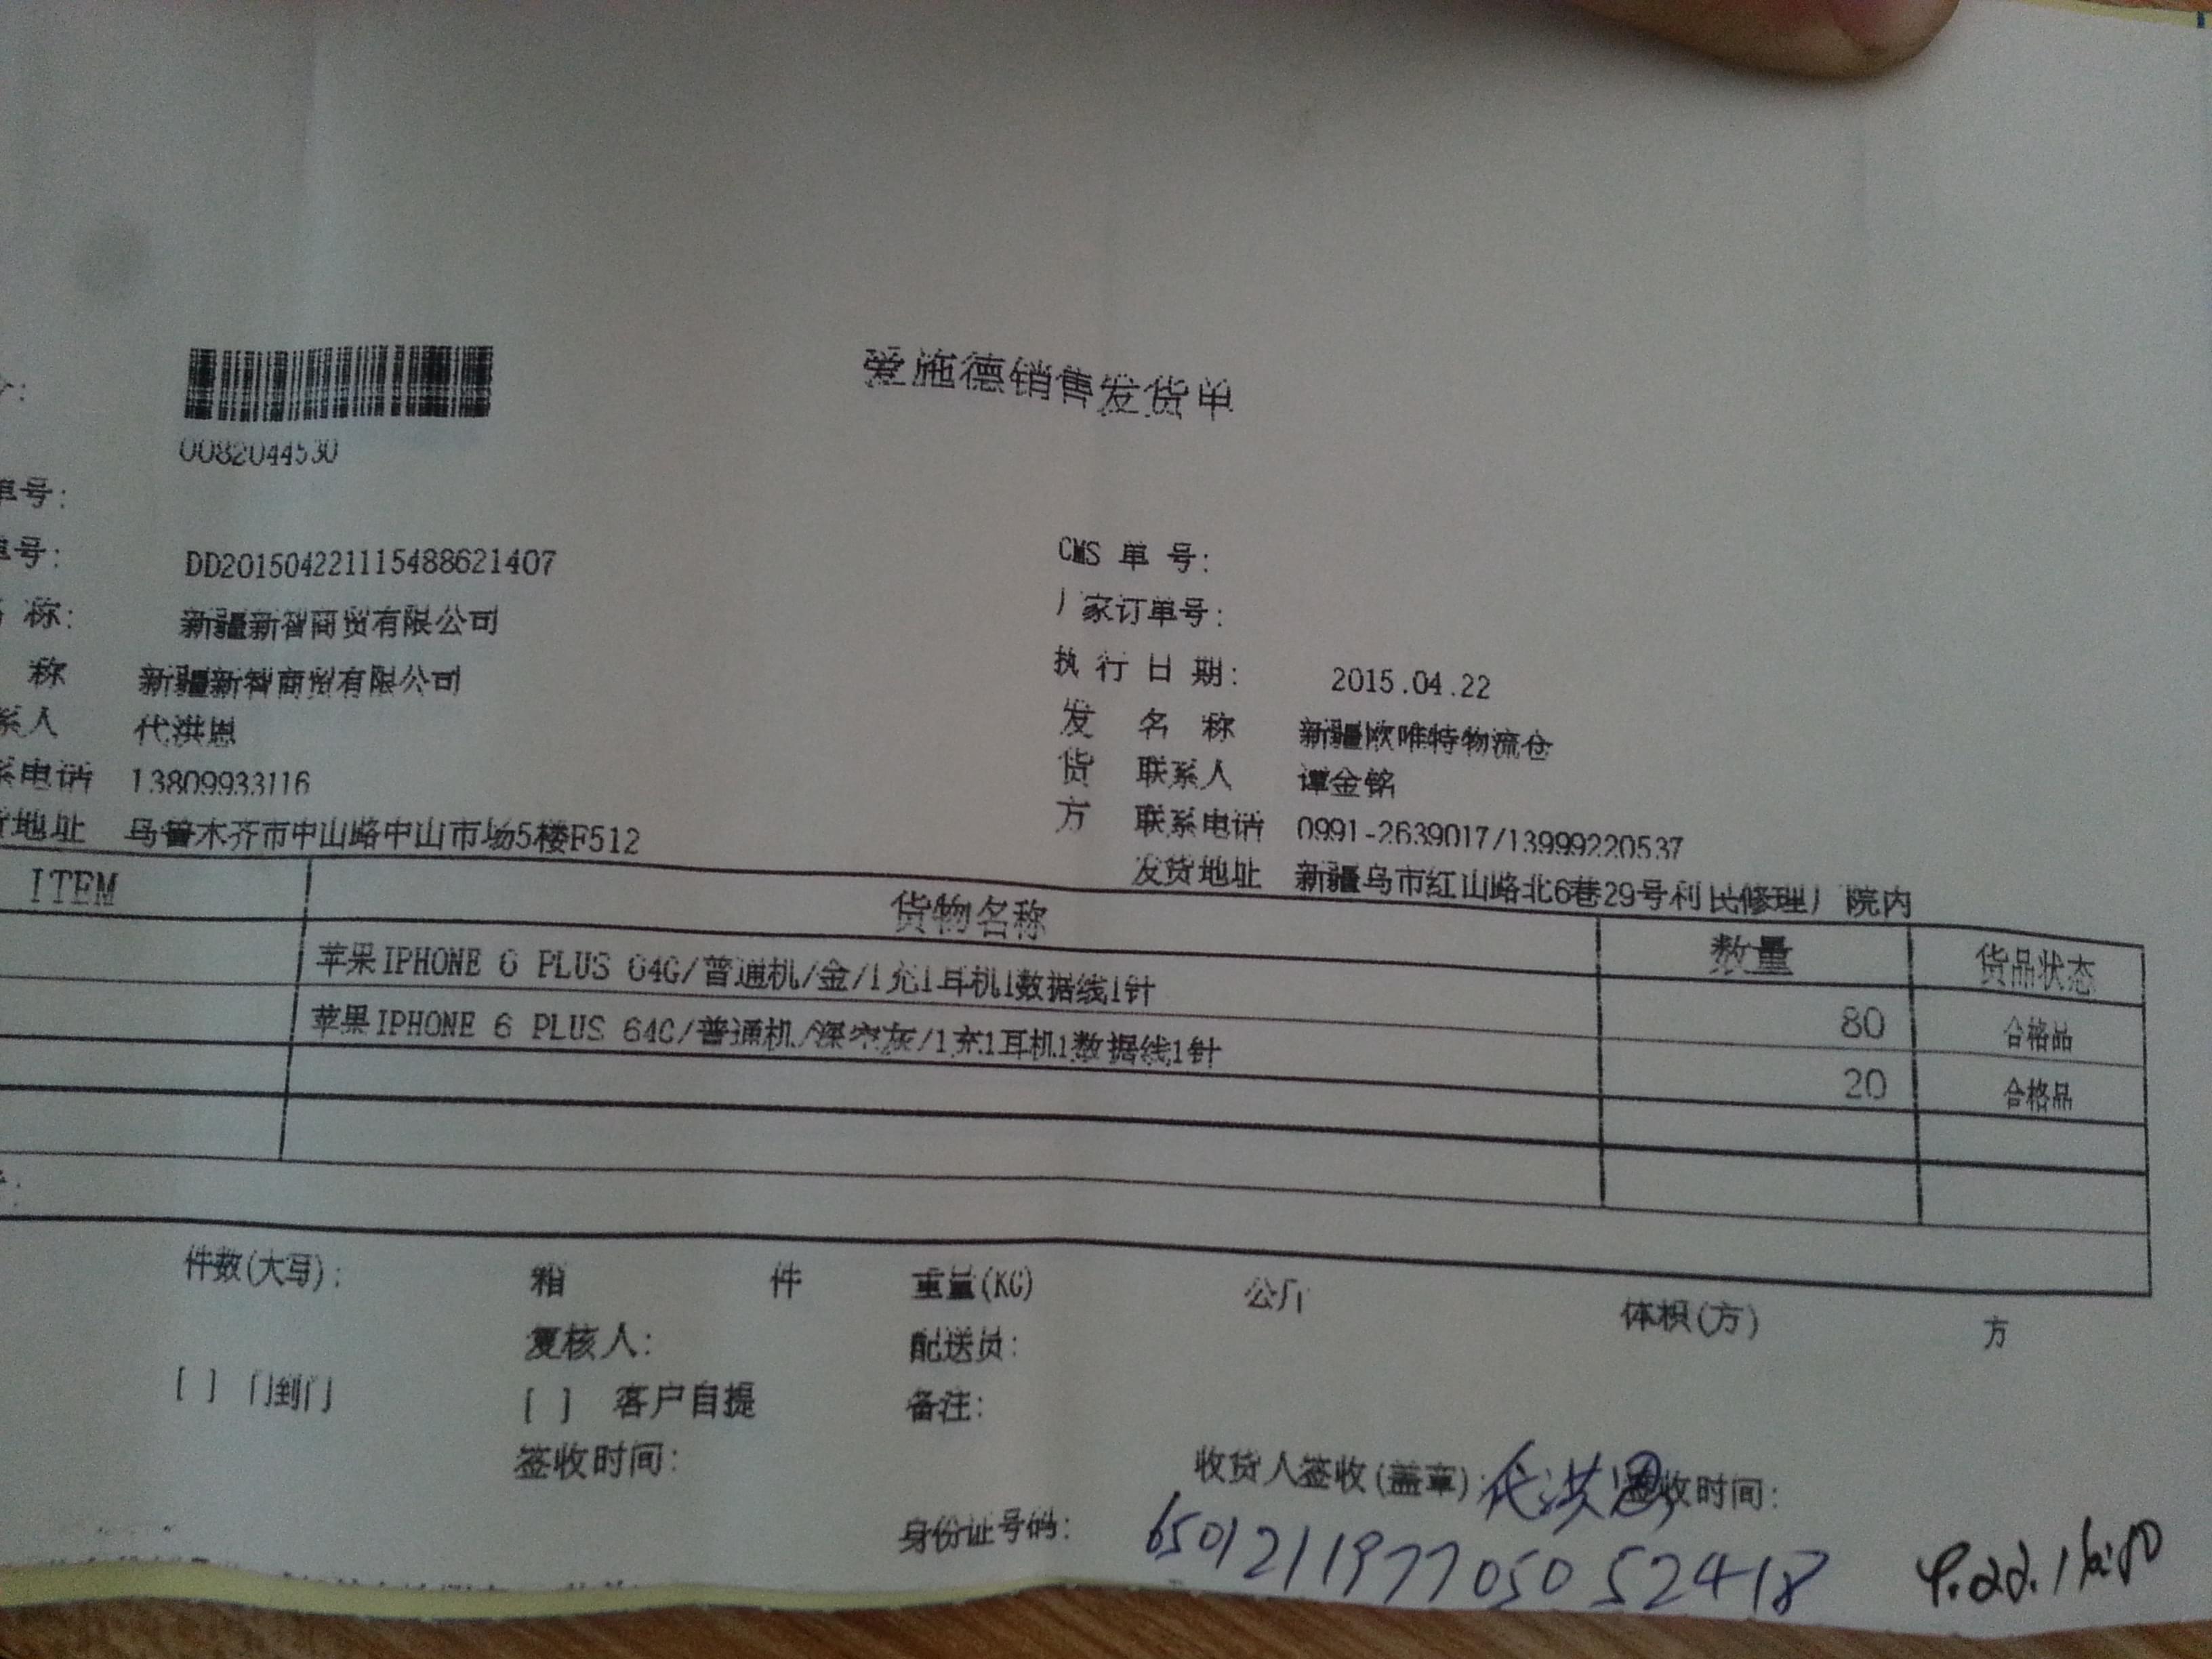 爱施德销售发货单
0082044530
单号:
单号:
DD201504221115488621407
CMS 单 号:
称:
新疆新智商贸有限公司
厂家订单号:
称
新疆新智商贸有限公司
执 行 日 期:
2015.04.22
系人
代洪恩
发 名 称
新疆欧唯特物流仓
系电话
13809933116
货 联系人
谭金铭
货地址
乌鲁木齐市中山路中山市场5楼F512
方 联系电话
0991-2639017/13999220537
发货地址
新疆乌市红山路北6巷29号利民修理厂院内
ITEM 货物名称 数量 货品状态
苹果IPHONE 6 PLUS 64G/普通机/金/1充1耳机1数据线1针 80 合格品
苹果IPHONE 6 PLUS 64G/普通机/深空灰/1充1耳机1数据线1针 20 合格品
件数(大写): 箱 件 重量(KG) 公斤 体积(方) 方
复核人: 配送员:
[ ] 门到门 [ ] 客户自提 备注:
签收时间: 收货人签收(盖章): 代洪恩 签收时间:
身份证号码: 650121197705052418